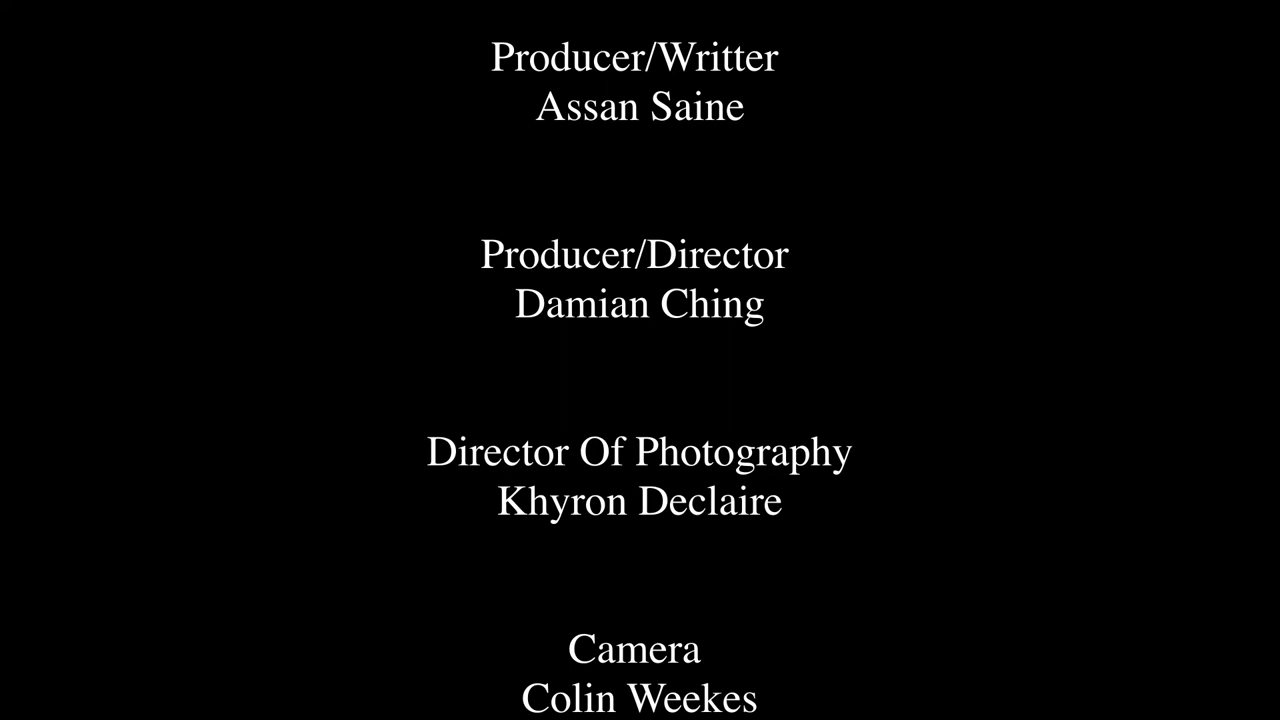 Producer/Writter
Assan Saine
Producer/Director
Damian Ching
Director Of Photography
Khyron Declaire
Camera
Colin Weekes